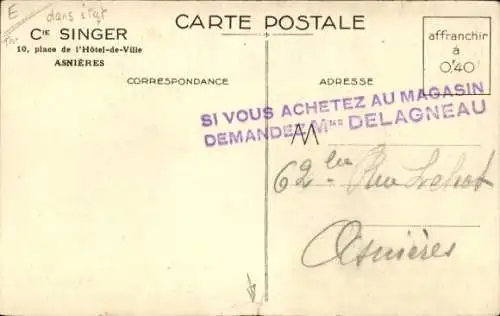 E
dans état
CARTE POSTALE
Cie SINGER
10, place de l'Hôtel-de-Ville
ASNIÈRES
affranchir
à
0'40
CORRESPONDANCE
ADRESSE
SI VOUS ACHETEZ AU MAGASIN
DEMANDEZ Mme DELAGNEAU
M
62 Rue
Asnières